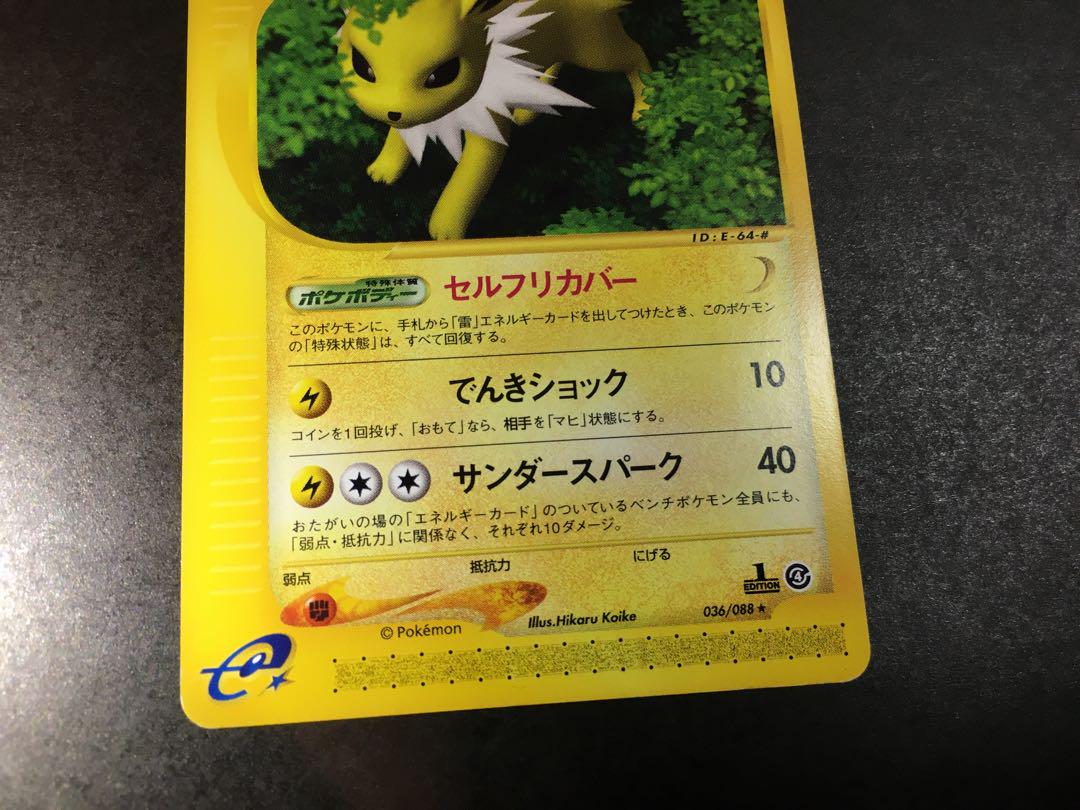 ID:E-64-#
特殊体質
ポケボディー
セルフリカバー
このポケモンに、手札から「雷」エネルギーカードを出してつけたとき、このポケモン
の「特殊状態」は、すべて回復する。
でんきショック 10
コインを1回投げ、「おもて」なら、相手を「マヒ」状態にする。
サンダースパーク 40
おたがいの場の「エネルギーカード」のついているベンチポケモン全員にも、
「弱点・抵抗力」に関係なく、それぞれ10ダメージ。
弱点 抵抗力 にげる
1
EDITION
4
© Pokémon Illus.Hikaru Koike 036/088★
e